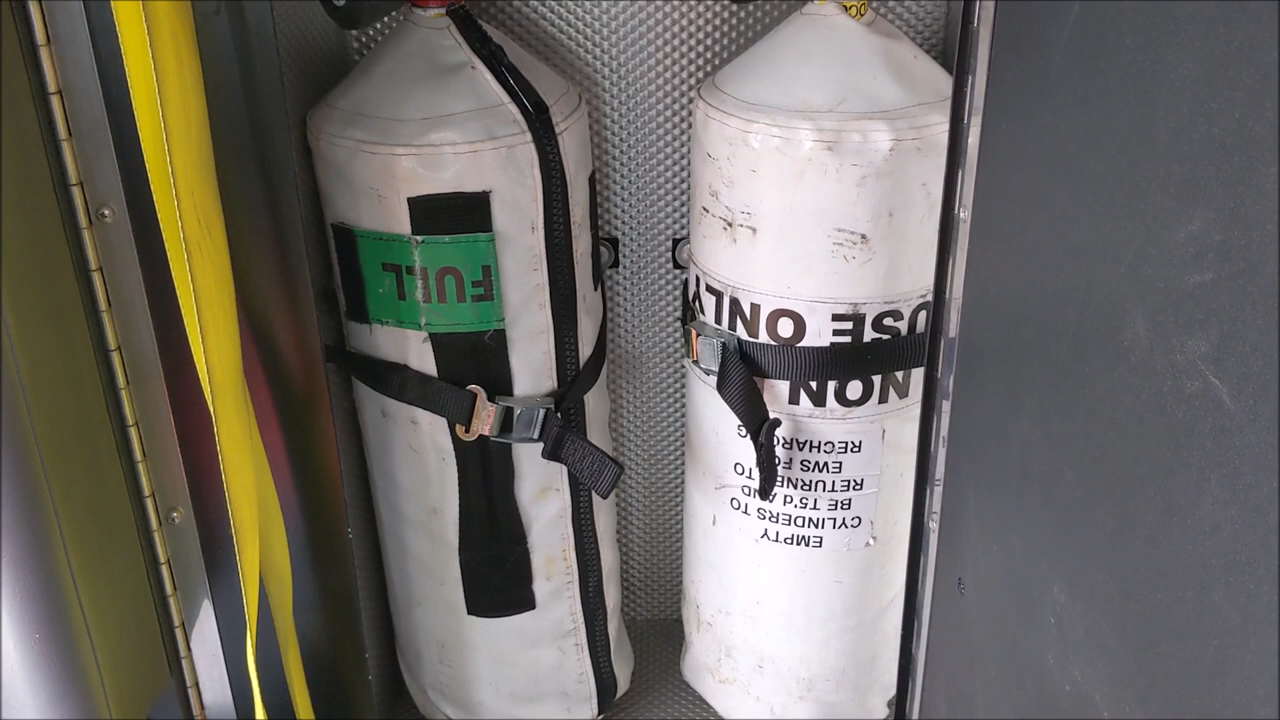 FULL
EMPTY
CYLINDERS TO
BE T5'd AND
RETURNED TO
EWS FOR
RECHARGING
NON
USE ONLY